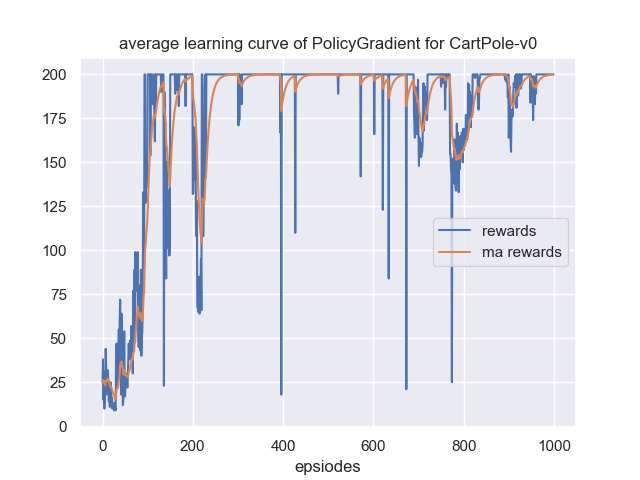 average learning curve of PolicyGradient for CartPole-v0
200
175
150
125
100
75
50
25
0
rewards
ma rewards
0 200 400 600 800 1000
epsiodes